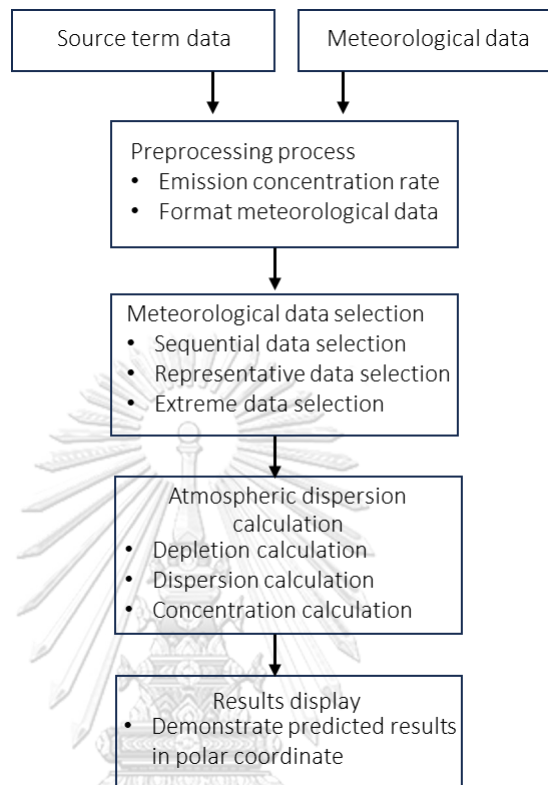 Source term data
Meteorological data
Preprocessing process
• Emission concentration rate
• Format meteorological data
Meteorological data selection
• Sequential data selection
• Representative data selection
• Extreme data selection
Atmospheric dispersion
calculation
• Depletion calculation
• Dispersion calculation
• Concentration calculation
Results display
• Demonstrate predicted results
in polar coordinate